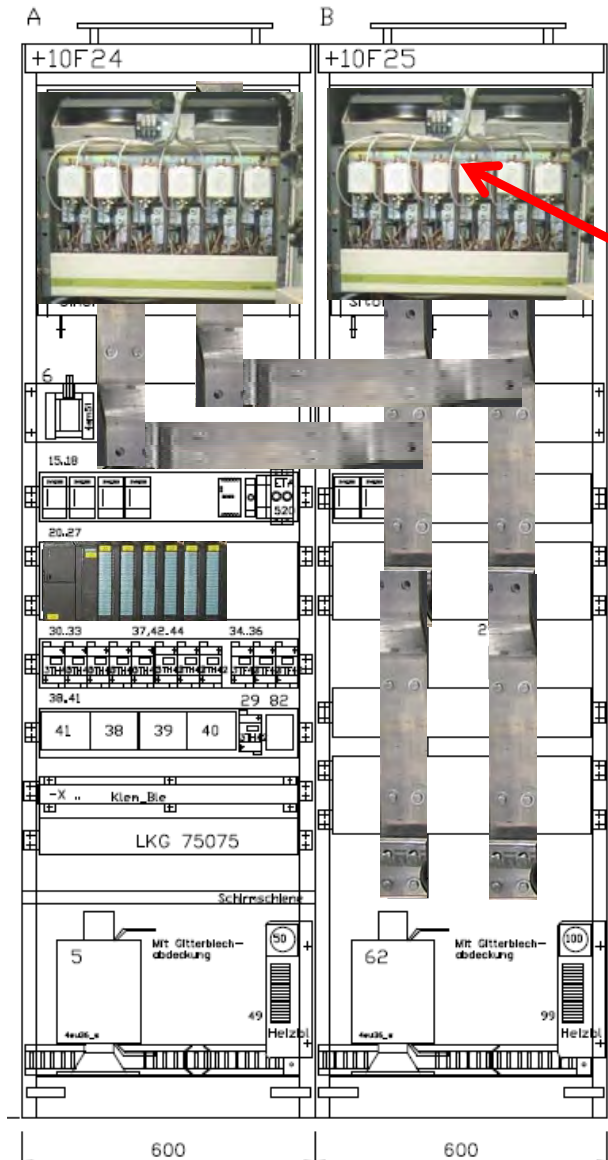 A B
+10F24 +10F25
6
15..18
ETA
520
20..27
30..33 37,42..44 34..36
38..41 29 82
41 38 39 40
-X .. Klem_Ble
LKG 75075
Schirmschiene
5 Mit Gitterblech-
abdeckung
50
49
Heizbl
4eu36_a
62 Mit Gitterblech-
abdeckung
100
99
Heizbl
4eu36_a
600 600